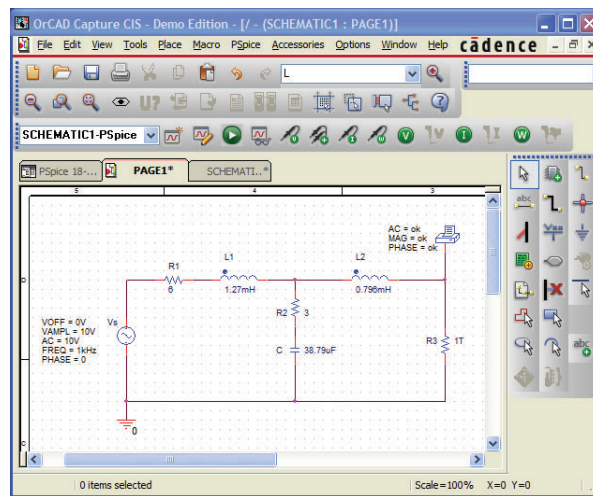 OrCAD Capture CIS - Demo Edition - [/ - (SCHEMATIC1 : PAGE1)]
File Edit View Tools Place Macro PSpice Accessories Options Window Help cādence
L
U?
SCHEMATIC1-PSpice
V I W
PSpice 18-... PAGE1* SCHEMATI..*
5 4 3
AC = ok
MAG = ok
PHASE = ok
R1 L1 L2
6 1.27mH 0.796mH
D
VOFF = 0V
VAMPL = 10V
AC = 10V
FREQ = 1kHz
PHASE = 0
Vs
R2 3
C 38.79uF
R3 1T
0
C
abc
abc
0 items selected Scale=100% X=0 Y=0